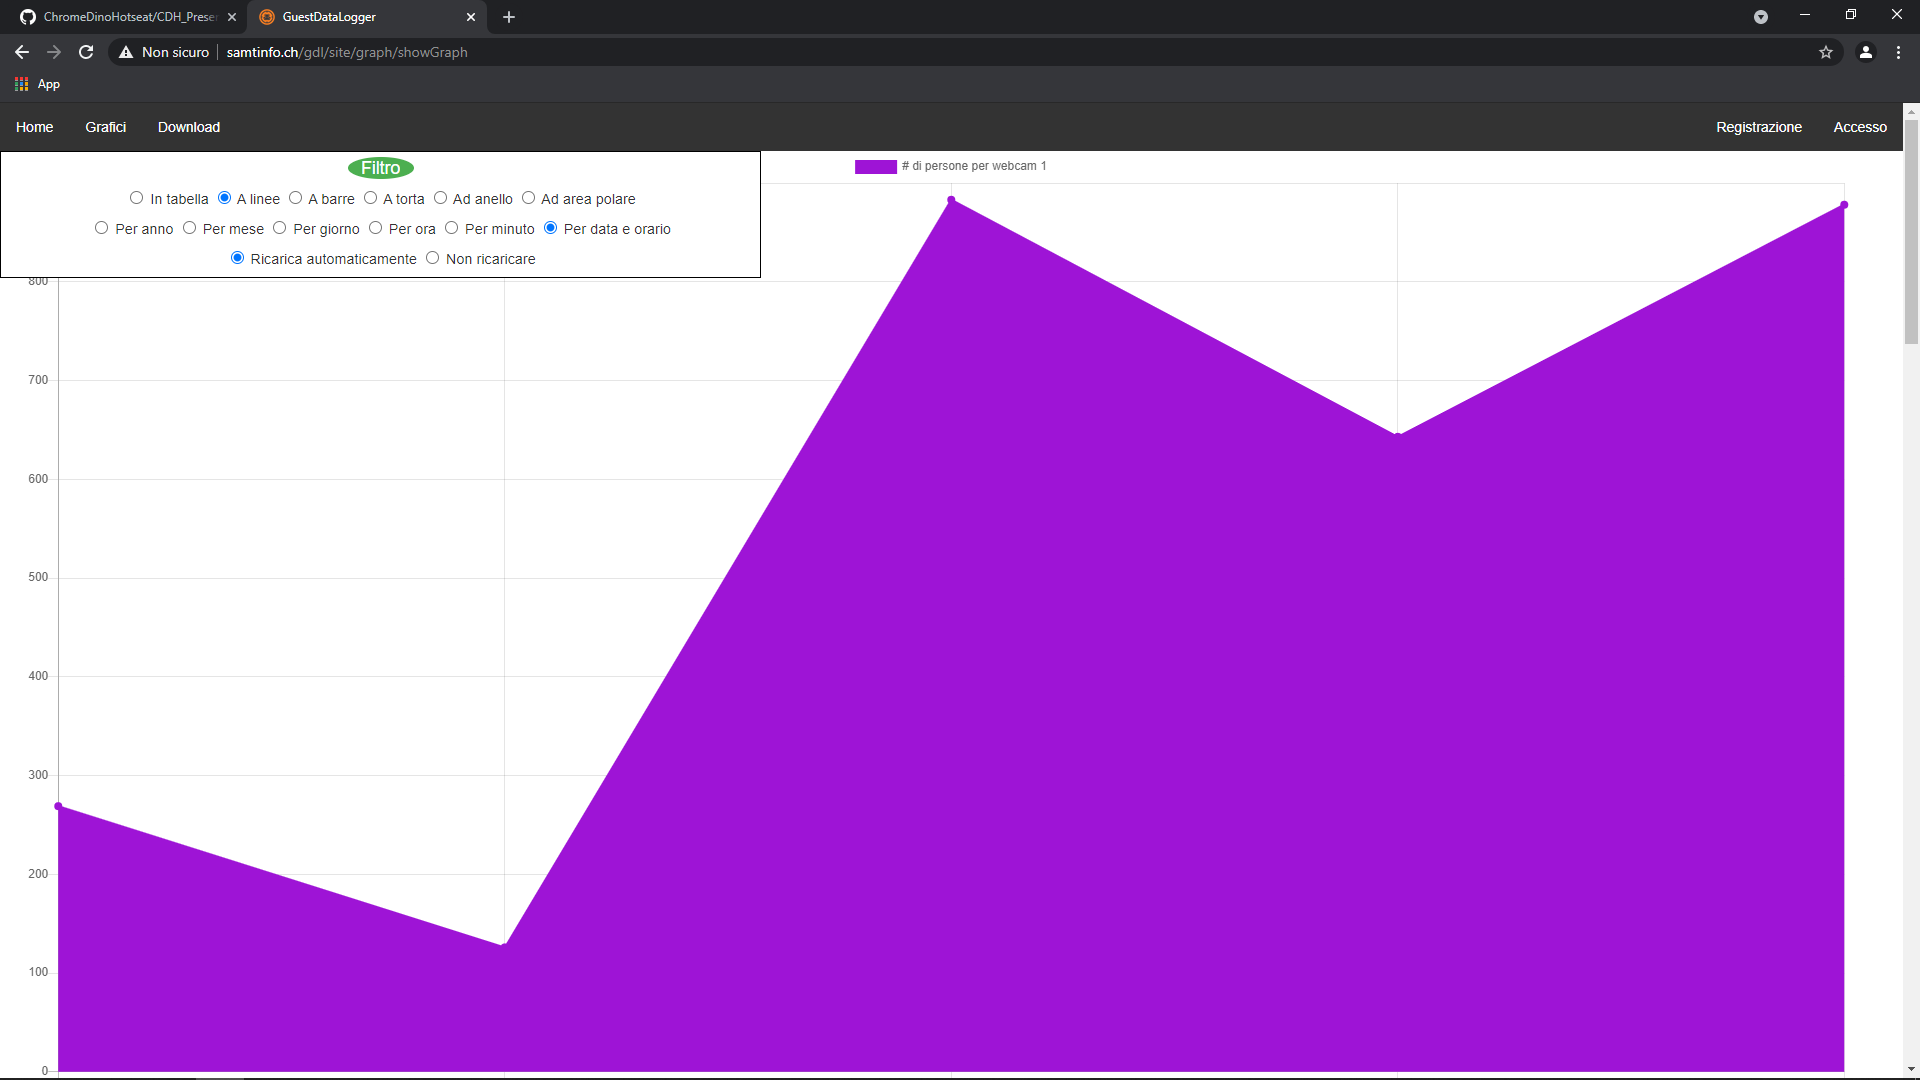 ChromeDinoHotseat/CDH_Preser
GuestDataLogger
Non sicuro
samtinfo.ch/gdl/site/graph/showGraph
App
Home Grafici Download Registrazione Accesso
Filtro
In tabella A linee A barre A torta Ad anello Ad area polare
Per anno Per mese Per giorno Per ora Per minuto Per data e orario
Ricarica automaticamente Non ricaricare
# di persone per webcam 1
800
700
600
500
400
300
200
100
0